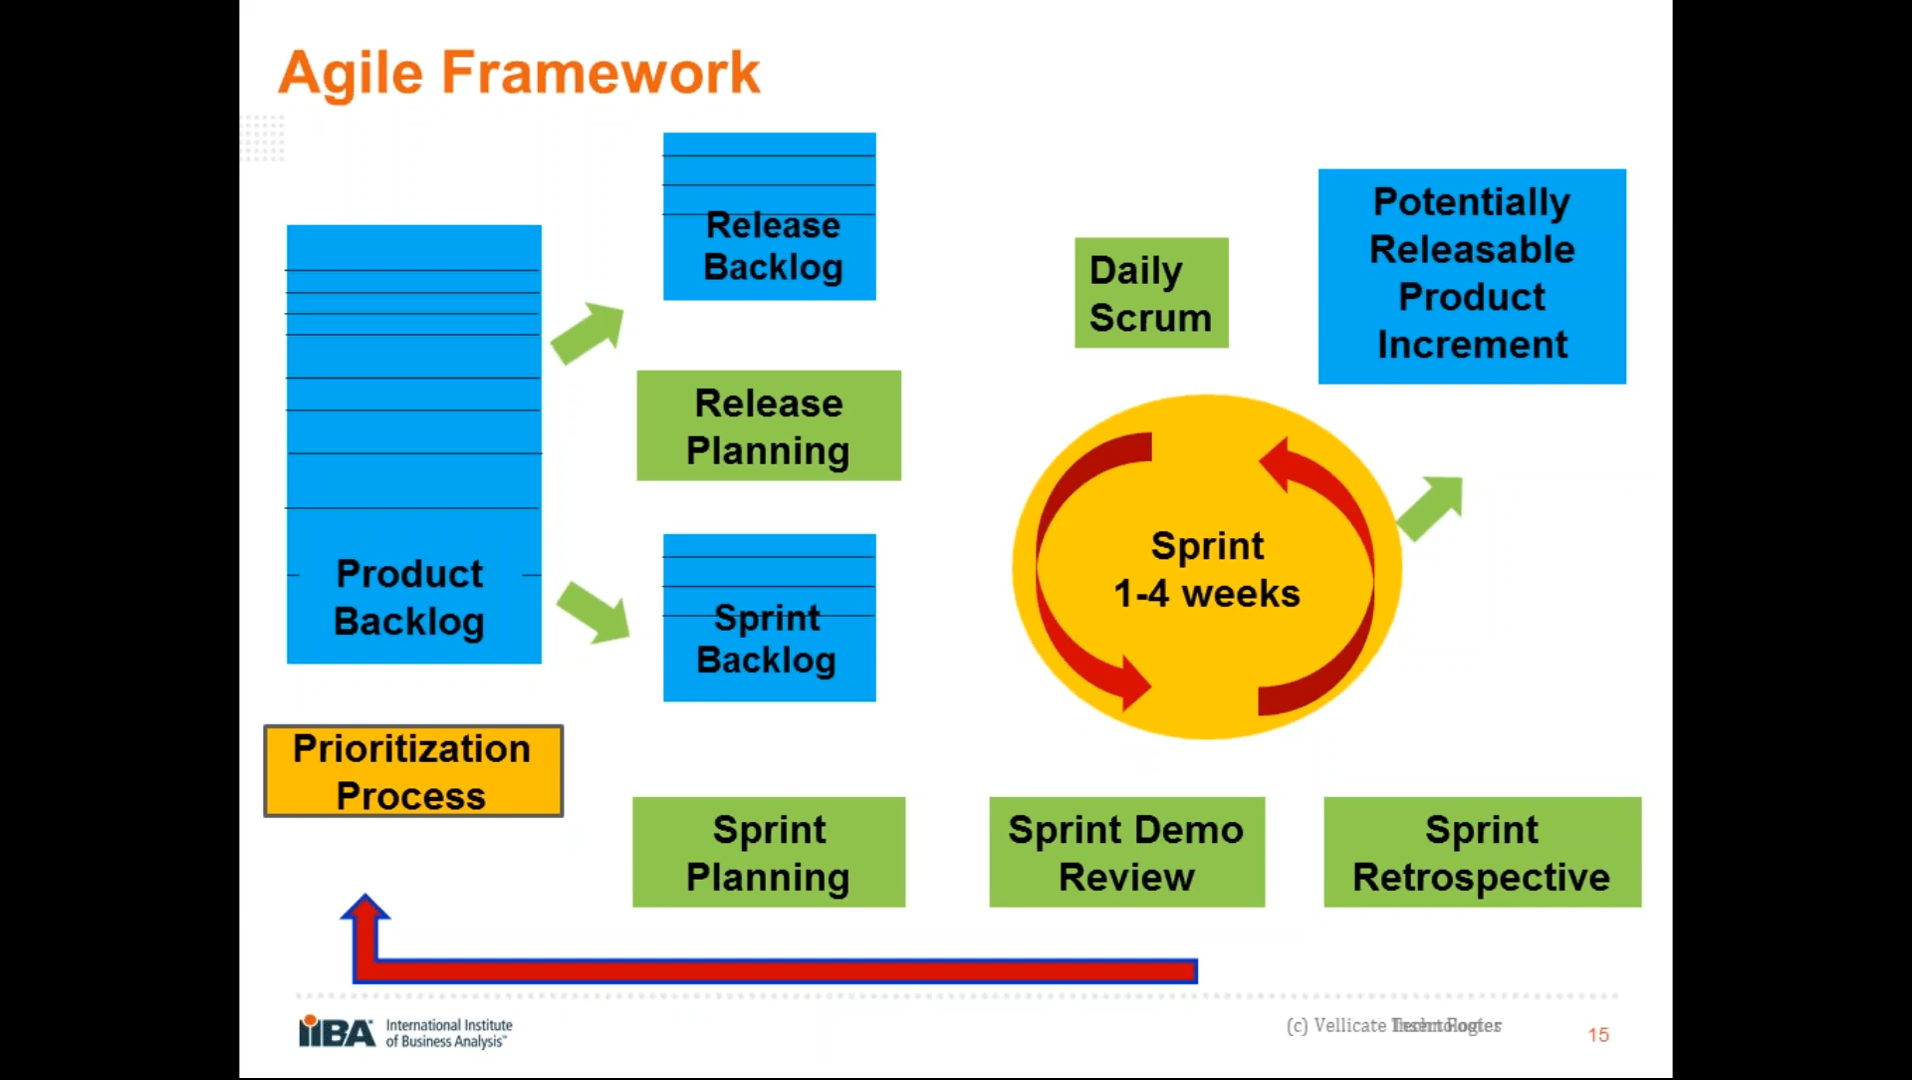 Agile Framework
Release
Backlog
Potentially
Releasable
Product
Increment
Daily
Scrum
Release
Planning
Sprint
1-4 weeks
Product
Backlog
Sprint
Backlog
Prioritization
Process
Sprint
Planning
Sprint Demo
Review
Sprint
Retrospective
IIBA
International Institute
of Business Analysis™
(c) Vellicate
15